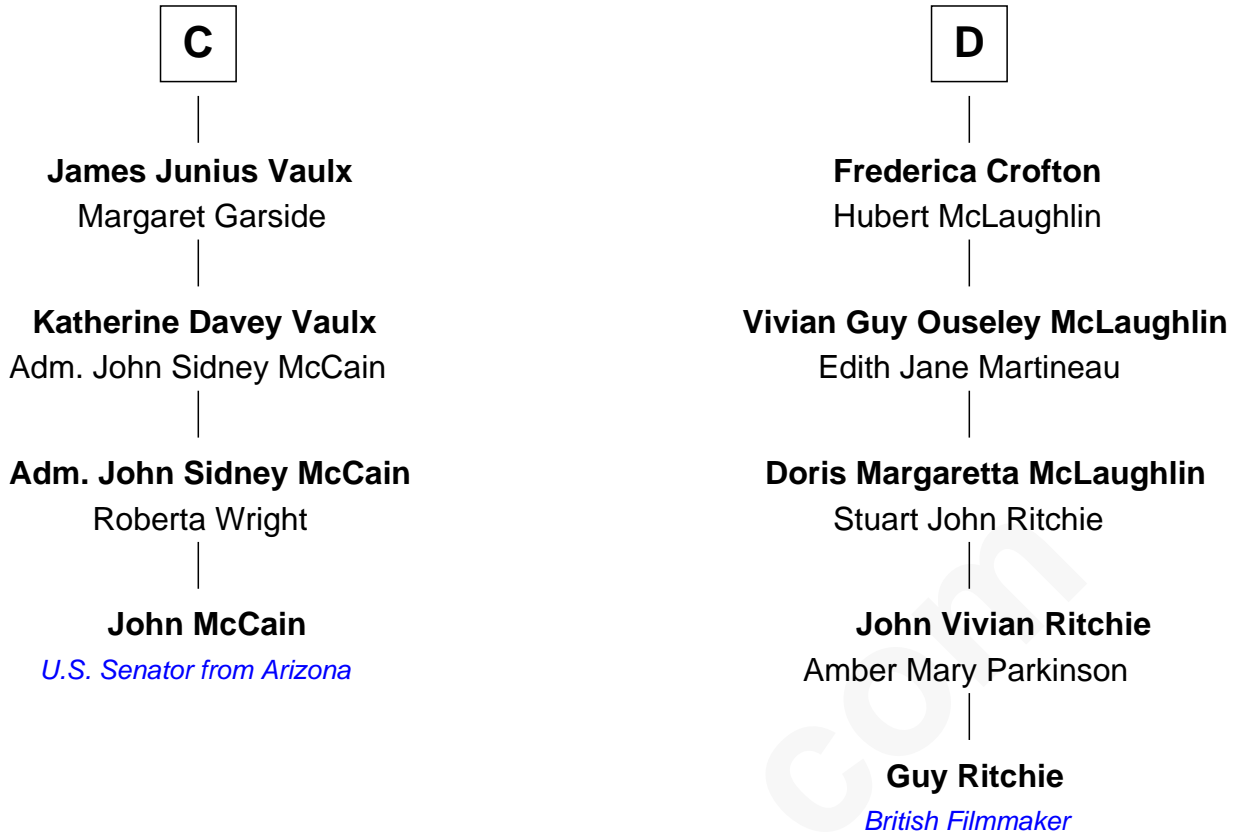 C
James Junius Vaulx
Margaret Garside
Katherine Davey Vaulx
Adm. John Sidney McCain
Adm. John Sidney McCain
Roberta Wright
John McCain
U.S. Senator from Arizona
D
Frederica Crofton
Hubert McLaughlin
Vivian Guy Ouseley McLaughlin
Edith Jane Martineau
Doris Margaretta McLaughlin
Stuart John Ritchie
John Vivian Ritchie
Amber Mary Parkinson
Guy Ritchie
British Filmmaker
com